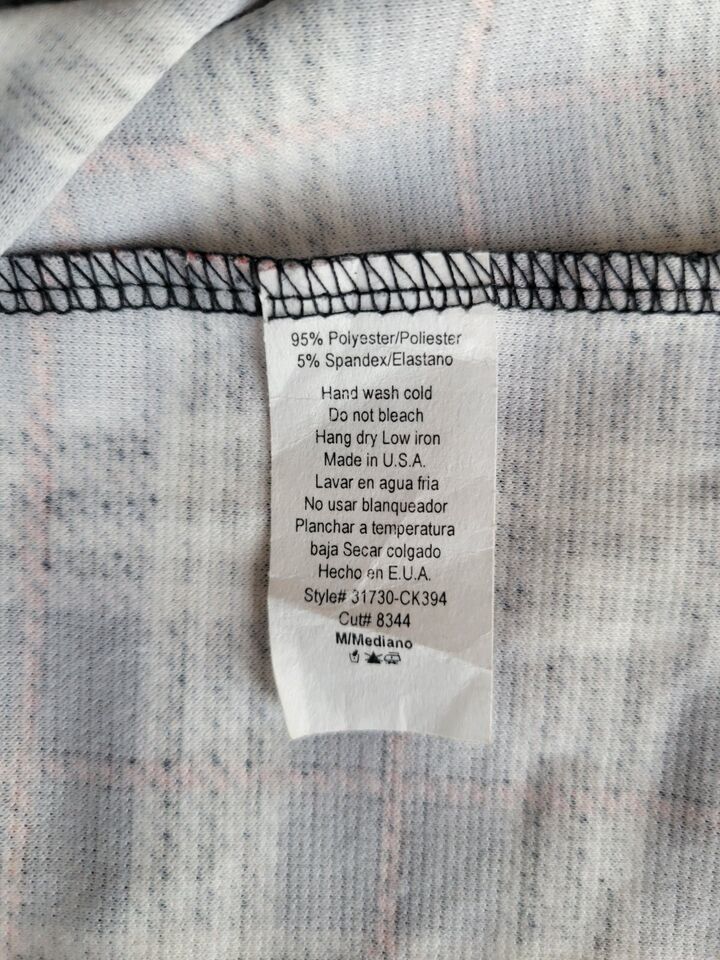 95% Polyester/Poliester
5% Spandex/Elastano
Hand wash cold
Do not bleach
Hang dry Low iron
Made in U.S.A.
Lavar en agua fria
No usar blanqueador
Planchar a temperatura
baja Secar colgado
Hecho en E.U.A.
Style# 31730-CK394
Cut# 8344
M/Mediano